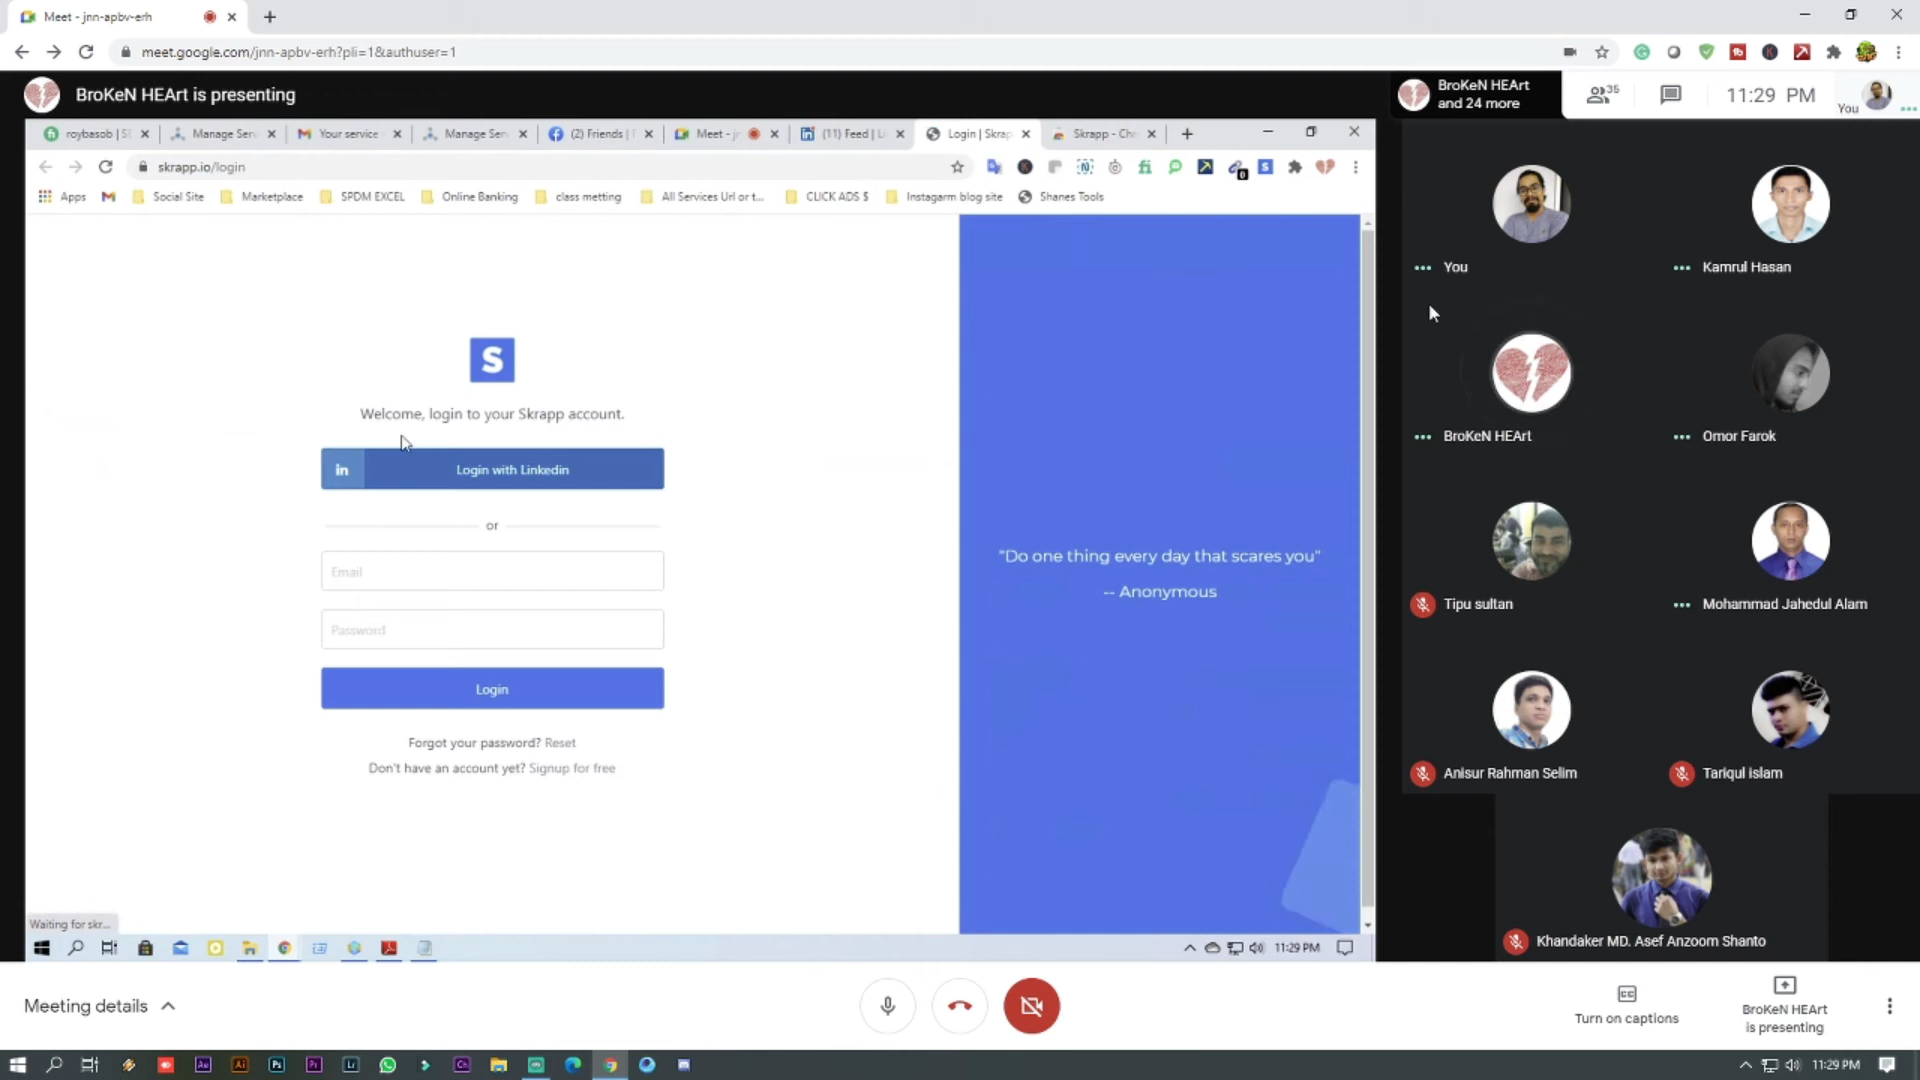 Meet - jnn-apbv-erh
meet.google.com/jnn-apbv-erh?pli=1&authuser=1
BroKeN HEArt is presenting
BroKeN HEArt
and 24 more
35
11:29 PM
You
roybasob | S
Manage Ser
Your service
Manage Ser
(2) Friends |
Meet - j
(11) Feed | Li
Login | Skrap
Skrapp - Ch
skrapp.io/login
Apps
Social Site
Marketplace
SPDM EXCEL
Online Banking
class metting
All Services Url or t...
CLICK ADS $
Instagarm blog site
Shanes Tools
S
Welcome, login to your Skrapp account.
in
Login with Linkedin
or
Email
Password
Login
Forgot your password? Reset
Don't have an account yet? Signup for free
"Do one thing every day that scares you"
-- Anonymous
Waiting for skr...
11:29 PM
You
Kamrul Hasan
BroKeN HEArt
Omor Farok
Tipu sultan
Mohammad Jahedul Alam
Anisur Rahman Selim
Tariqul islam
Khandaker MD. Asef Anzoom Shanto
Meeting details
Turn on captions
BroKeN HEArt
is presenting
11:29 PM